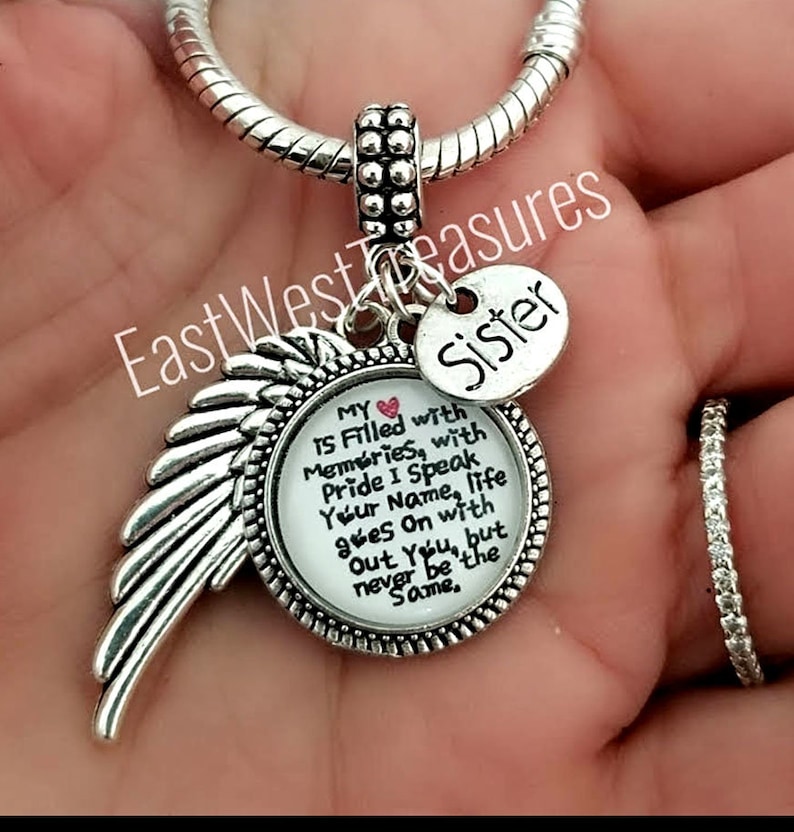 EastWestTreasures
Sister
MY ❤
is Filled with
Memories, with
Pride I Speak
Your Name, life
goes On with
out You, but
never be the
Same.